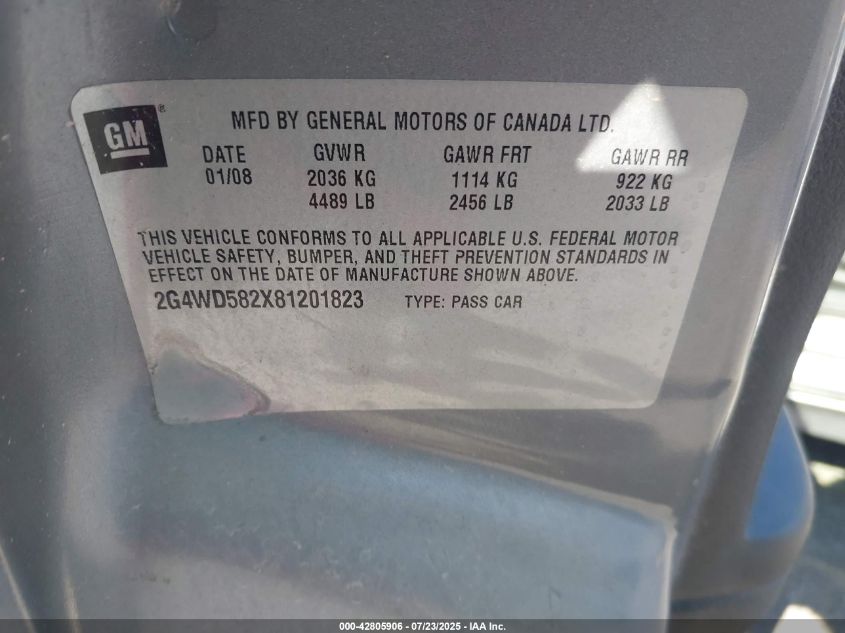 GM ®
MFD BY GENERAL MOTORS OF CANADA LTD.
DATE GVWR GAWR FRT GAWR RR
01/08 2036 KG 1114 KG 922 KG
4489 LB 2456 LB 2033 LB
THIS VEHICLE CONFORMS TO ALL APPLICABLE U.S. FEDERAL MOTOR
VEHICLE SAFETY, BUMPER, AND THEFT PREVENTION STANDARDS IN
EFFECT ON THE DATE OF MANUFACTURE SHOWN ABOVE.
2G4WD582X81201823 TYPE: PASS CAR
000-42805906 - 07/23/2025 - IAA Inc.